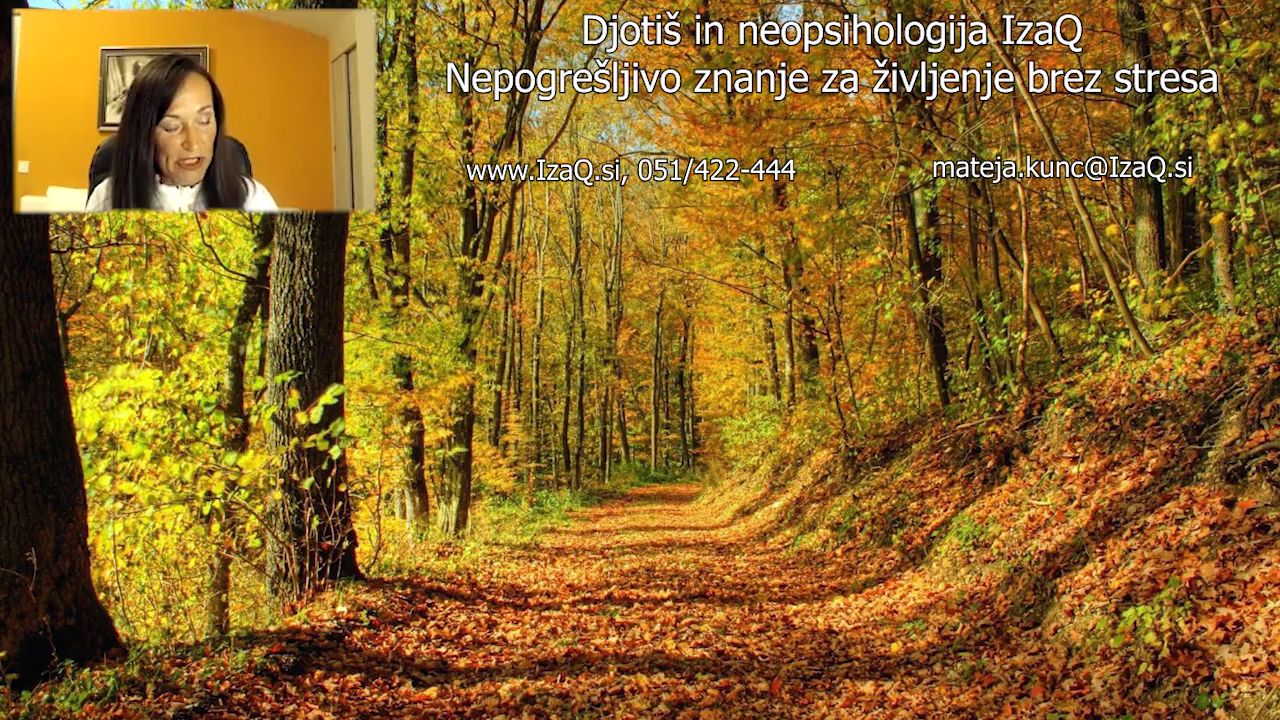 Djotiš in neopsihologija IzaQ
Nepogrešljivo znanje za življenje brez stresa
www.IzaQ.si, 051/422-444
mateja.kunc@IzaQ.si